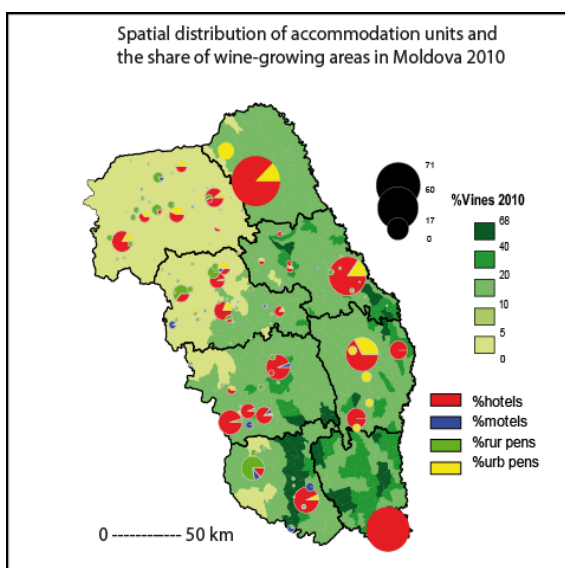 Spatial distribution of accommodation units and
the share of wine-growing areas in Moldova 2010
71
60
17
0
%Vines 2010
68
40
20
10
5
0
%hotels
%motels
%rur pens
%urb pens
0 ------------ 50 km